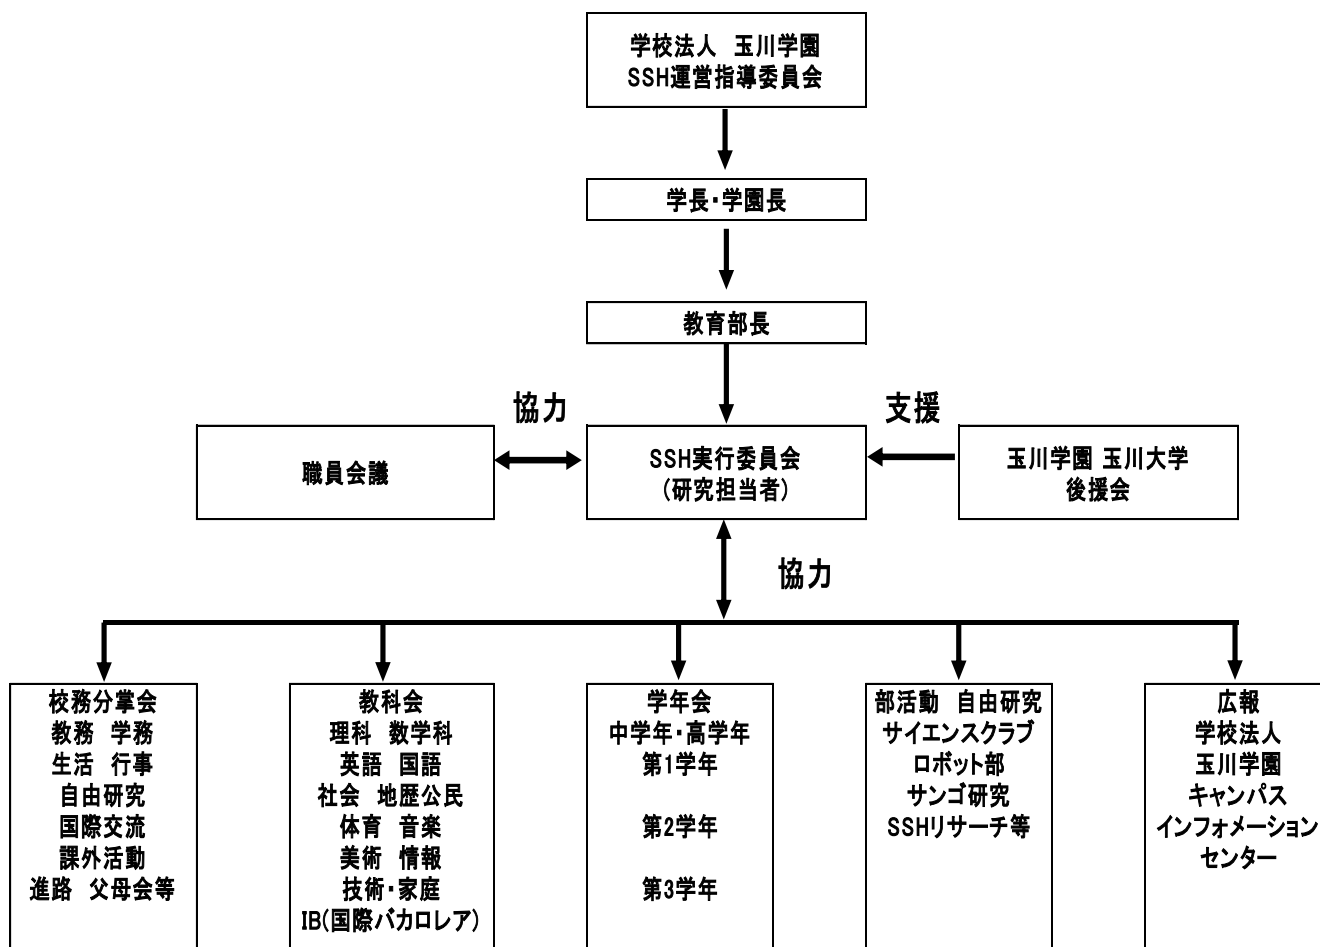 学校法人　玉川学園
SSH運営指導委員会
学長・学園長
教育部長
協力
支援
職員会議
SSH実行委員会
(研究担当者)
玉川学園 玉川大学
後援会
協力
校務分掌会
教務　学務
生活　行事
自由研究
国際交流
課外活動
進路　父母会等
教科会
理科　数学科
英語　国語
社会　地歴公民
体育　音楽
美術　情報
技術・家庭
IB(国際バカロレア)
学年会
中学年・高学年
第1学年
第2学年
第3学年
部活動　自由研究
サイエンスクラブ
ロボット部
サンゴ研究
SSHリサーチ等
広報
学校法人
玉川学園
キャンパス
インフォメーション
センター